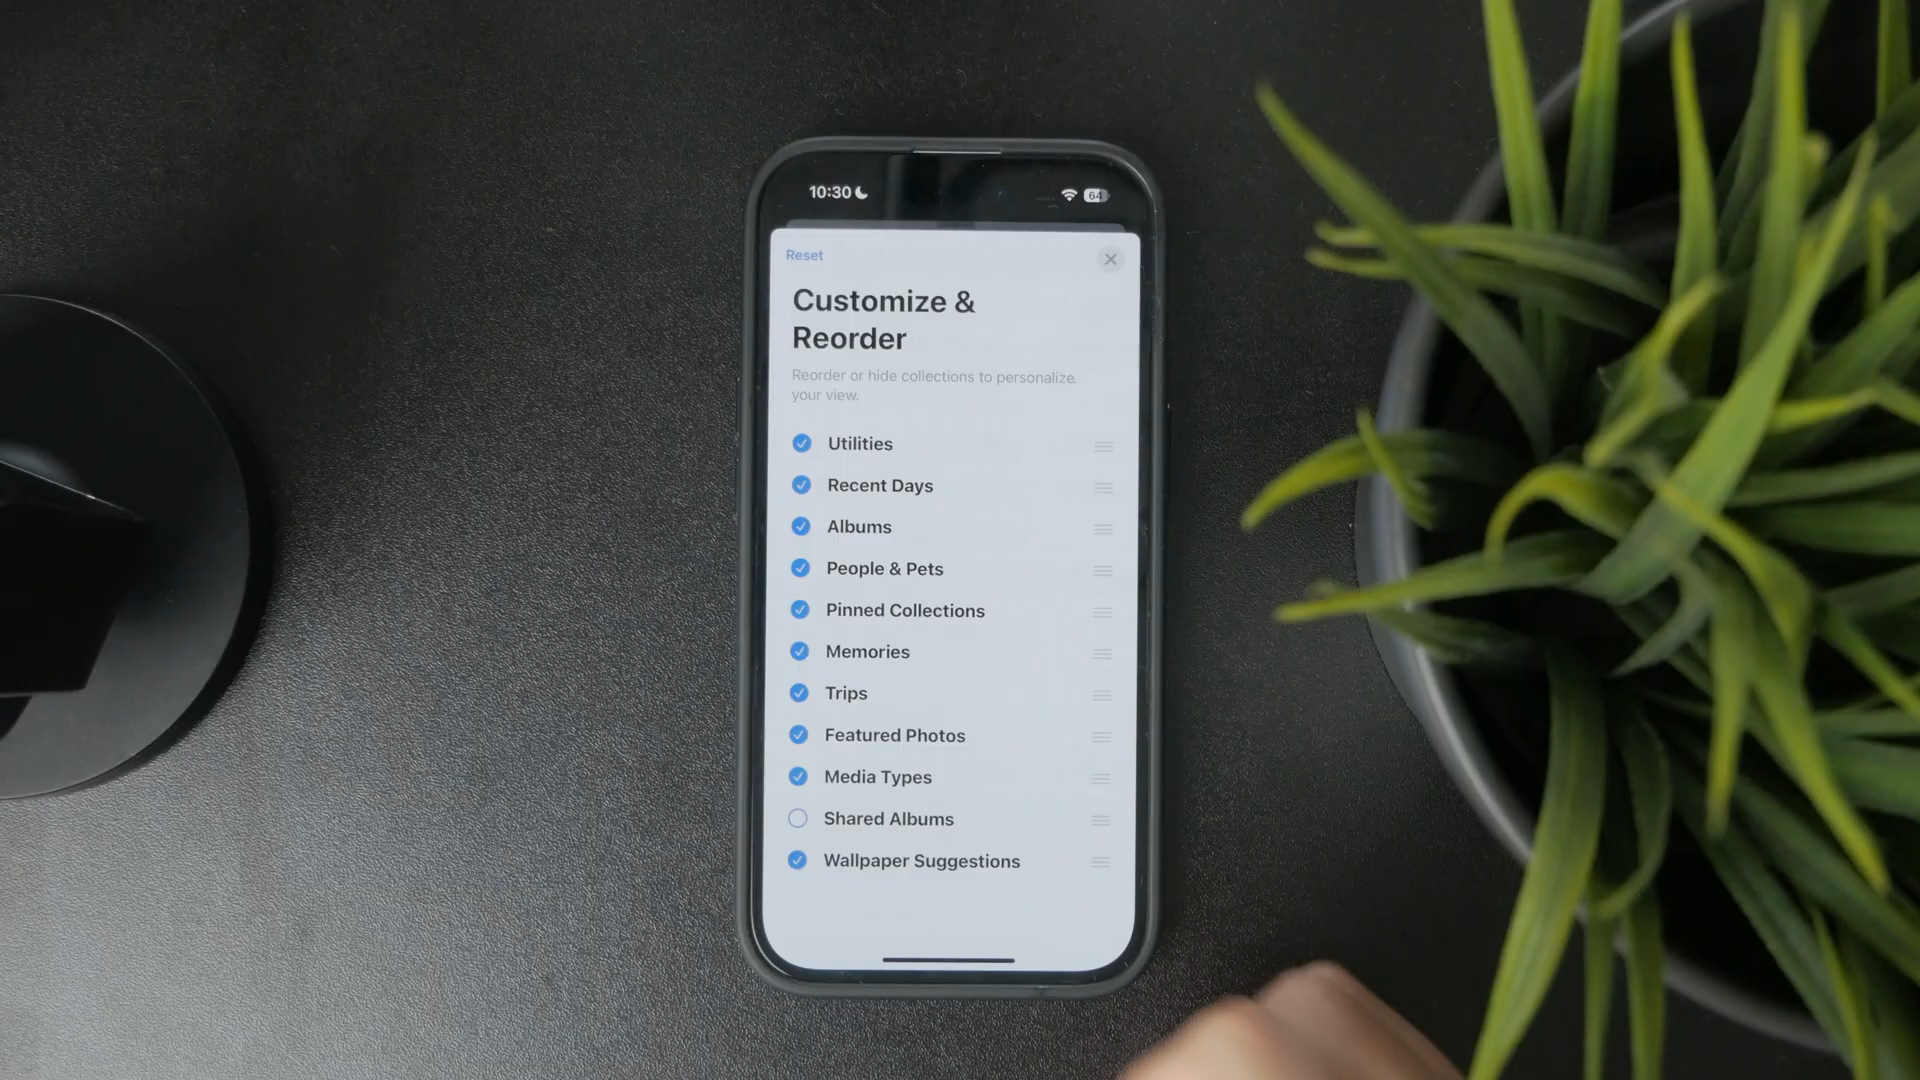 10:30
64
Reset
Customize &
Reorder
Reorder or hide collections to personalize
your view.
Utilities
Recent Days
Albums
People & Pets
Pinned Collections
Memories
Trips
Featured Photos
Media Types
Shared Albums
Wallpaper Suggestions